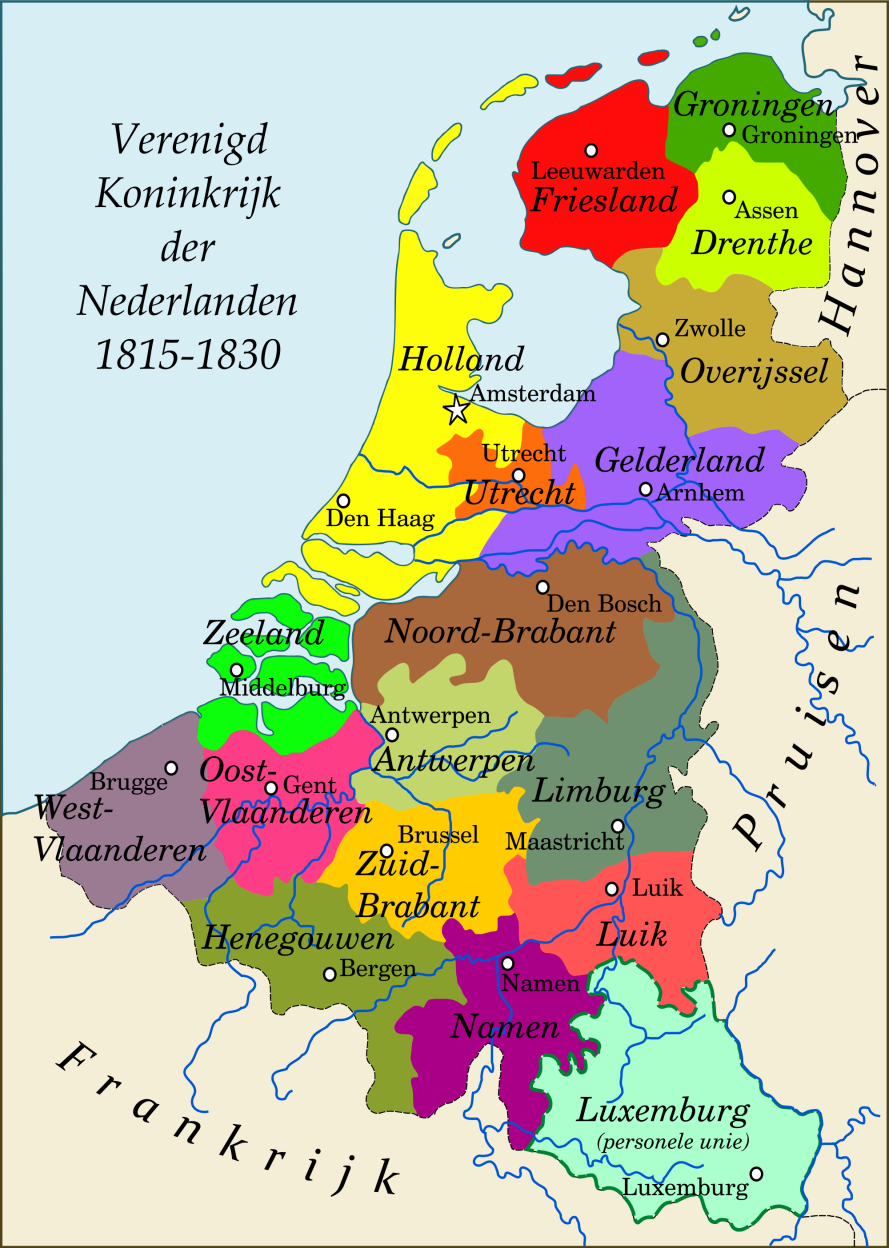 Verenigd
Koninkrijk
der
Nederlanden
1815-1830
Groningen
Groningen
Hannover
Leeuwarden
Friesland
Assen
Drenthe
Zwolle
Overijssel
Holland
Amsterdam
Utrecht
Utrecht
Gelderland
Arnhem
Den Haag
Den Bosch
Noord-Brabant
Zeeland
Middelburg
Pruisen
Antwerpen
Antwerpen
Brugge
West-
Vlaanderen
Oost-
Gent
Vlaanderen
Limburg
Maastricht
Brussel
Zuid-
Brabant
Luik
Luik
Henegouwen
Bergen
Namen
Namen
Frankrijk
Luxemburg
(personele unie)
Luxemburg